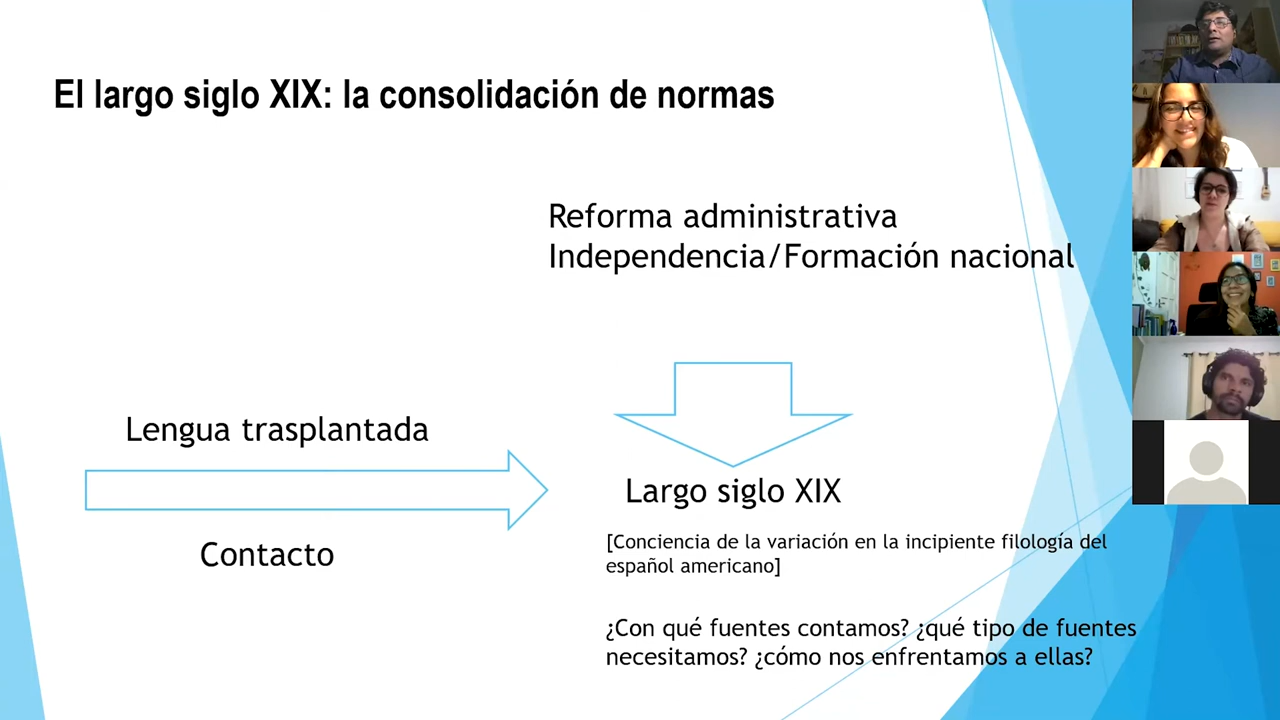 El largo siglo XIX: la consolidación de normas
Reforma administrativa
Independencia/Formación nacional
Lengua trasplantada
Contacto
Largo siglo XIX
[Conciencia de la variación en la incipiente filología del
español americano]
¿Con qué fuentes contamos? ¿qué tipo de fuentes
necesitamos? ¿cómo nos enfrentamos a ellas?